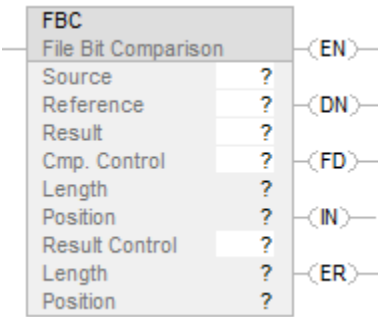 FBC
File Bit Comparison
EN
Source ?
Reference ?
DN
Result ?
Cmp. Control ?
FD
Length ?
Position ?
IN
Result Control ?
Length ?
ER
Position ?